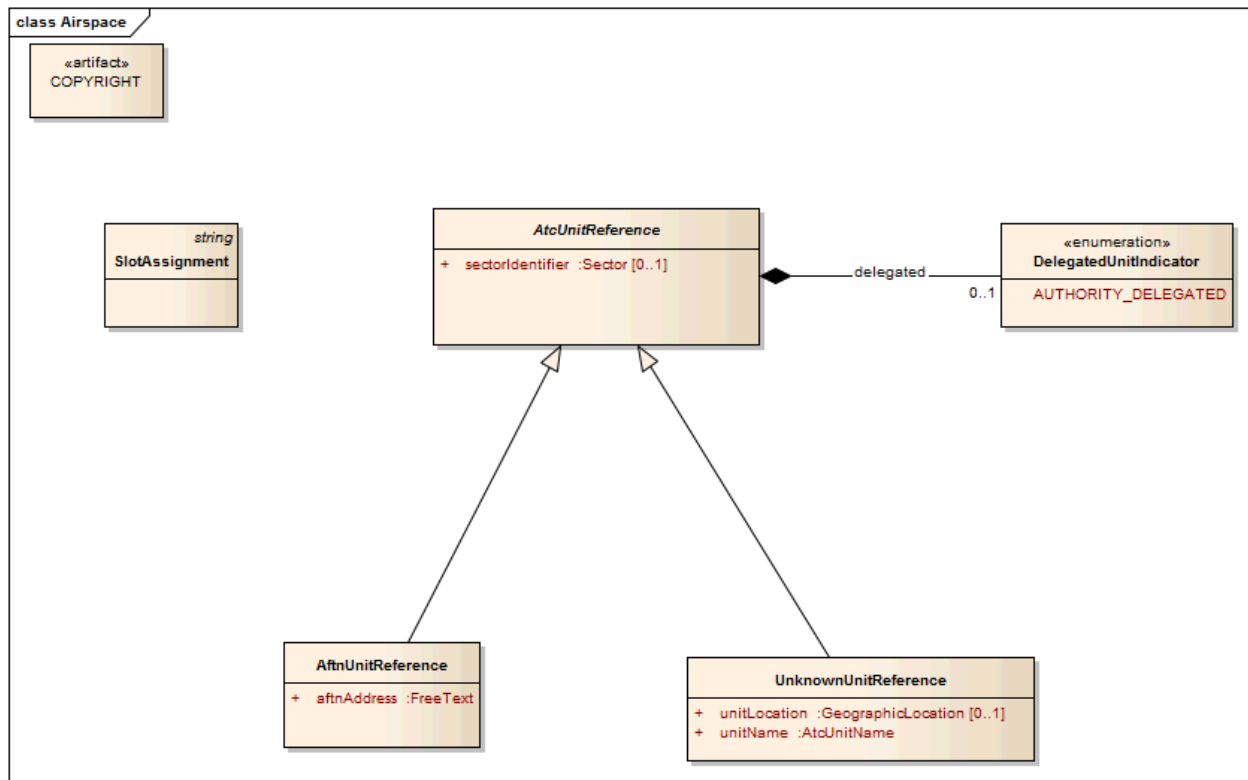 class Airspace
«artifact»
COPYRIGHT
string
SlotAssignment
AtcUnitReference
+ sectorIdentifier :Sector [0..1]
delegated
0..1
«enumeration»
DelegatedUnitIndicator
AUTHORITY_DELEGATED
AftnUnitReference
+ aftnAddress :FreeText
UnknownUnitReference
+ unitLocation :GeographicLocation [0..1]
+ unitName :AtcUnitName